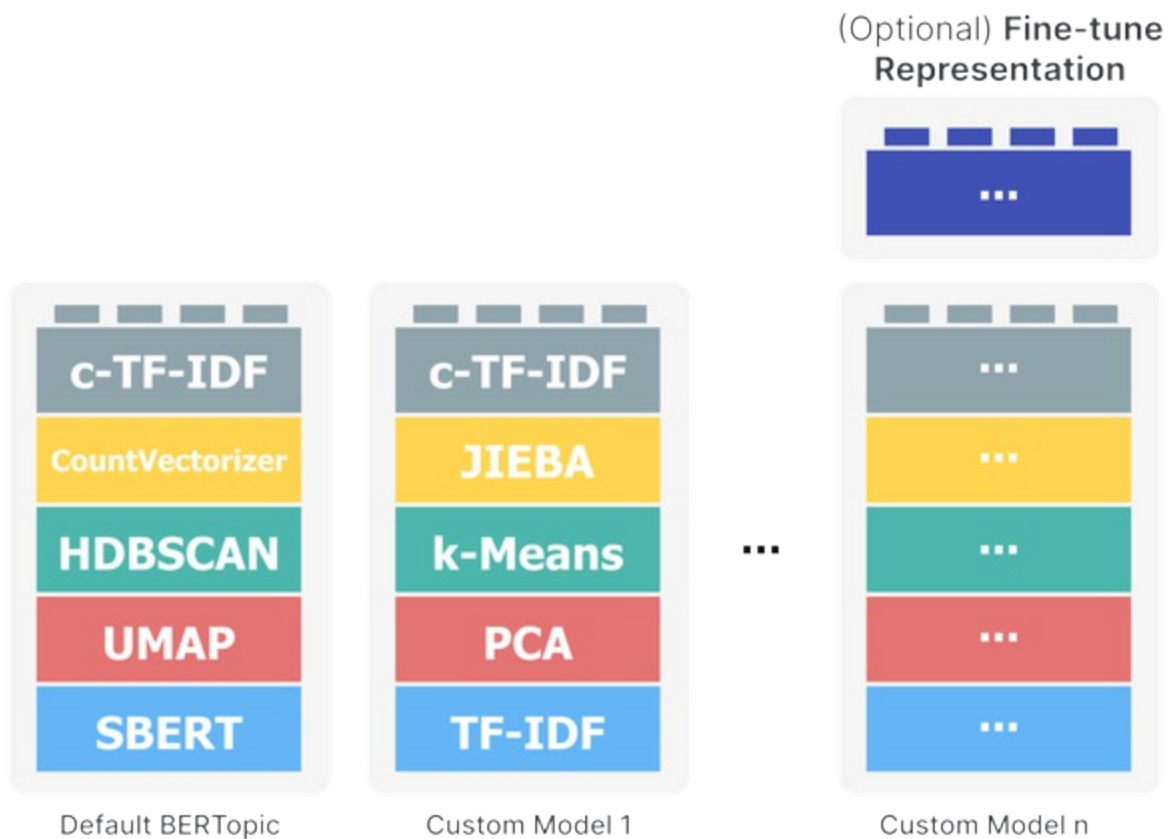 (Optional) Fine-tune
Representation
...
c-TF-IDF
CountVectorizer
HDBSCAN
UMAP
SBERT
Default BERTopic
c-TF-IDF
JIEBA
k-Means
PCA
TF-IDF
Custom Model 1
...
...
...
...
...
...
Custom Model n